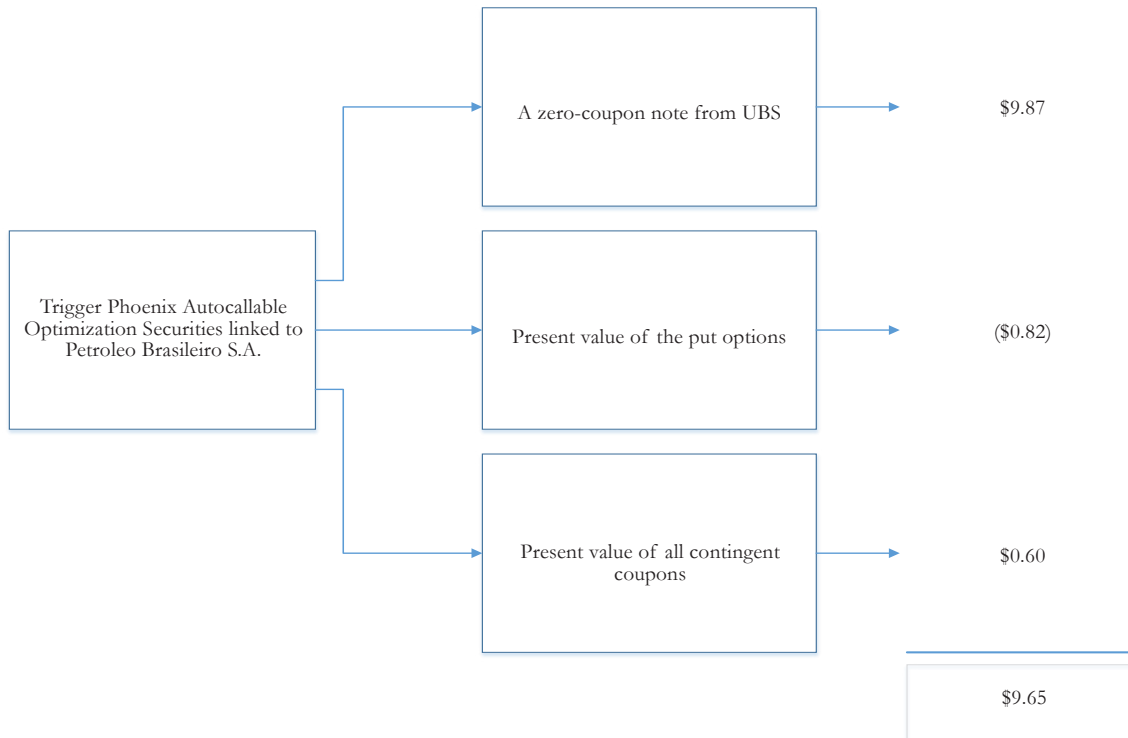 A zero-coupon note from UBS
$9.87
Trigger Phoenix Autocallable
Optimization Securities linked to
Petroleo Brasileiro S.A.
Present value of the put options
($0.82)
Present value of all contingent
coupons
$0.60
$9.65